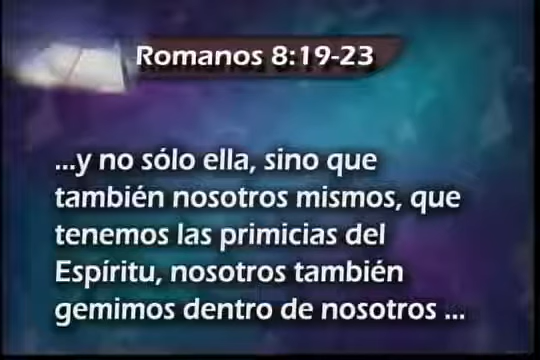 Romanos 8:19-23
...y no sólo ella, sino que
también nosotros mismos, que
tenemos las primicias del
Espíritu, nosotros también
gemimos dentro de nosotros ...